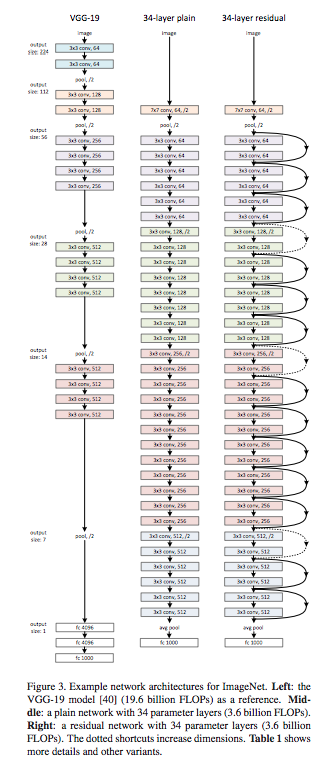 VGG-19
34-layer plain
34-layer residual
output
size: 224
output
size: 112
output
size: 56
output
size: 28
output
size: 14
output
size: 7
output
size: 1
image
3x3 conv, 64
3x3 conv, 64
pool, /2
3x3 conv, 128
3x3 conv, 128
pool, /2
3x3 conv, 256
3x3 conv, 256
3x3 conv, 256
3x3 conv, 256
pool, /2
3x3 conv, 512
3x3 conv, 512
3x3 conv, 512
3x3 conv, 512
pool, /2
3x3 conv, 512
3x3 conv, 512
3x3 conv, 512
3x3 conv, 512
pool, /2
fc 4096
fc 4096
fc 1000
image
7x7 conv, 64, /2
pool, /2
3x3 conv, 64
3x3 conv, 64
3x3 conv, 64
3x3 conv, 64
3x3 conv, 64
3x3 conv, 64
3x3 conv, 128, /2
3x3 conv, 128
3x3 conv, 128
3x3 conv, 128
3x3 conv, 128
3x3 conv, 128
3x3 conv, 128
3x3 conv, 128
3x3 conv, 256, /2
3x3 conv, 256
3x3 conv, 256
3x3 conv, 256
3x3 conv, 256
3x3 conv, 256
3x3 conv, 256
3x3 conv, 256
3x3 conv, 256
3x3 conv, 256
3x3 conv, 256
3x3 conv, 256
3x3 conv, 512, /2
3x3 conv, 512
3x3 conv, 512
3x3 conv, 512
3x3 conv, 512
3x3 conv, 512
avg pool
fc 1000
image
7x7 conv, 64, /2
pool, /2
3x3 conv, 64
3x3 conv, 64
3x3 conv, 64
3x3 conv, 64
3x3 conv, 64
3x3 conv, 64
3x3 conv, 128, /2
3x3 conv, 128
3x3 conv, 128
3x3 conv, 128
3x3 conv, 128
3x3 conv, 128
3x3 conv, 128
3x3 conv, 128
3x3 conv, 256, /2
3x3 conv, 256
3x3 conv, 256
3x3 conv, 256
3x3 conv, 256
3x3 conv, 256
3x3 conv, 256
3x3 conv, 256
3x3 conv, 256
3x3 conv, 256
3x3 conv, 256
3x3 conv, 256
3x3 conv, 512, /2
3x3 conv, 512
3x3 conv, 512
3x3 conv, 512
3x3 conv, 512
3x3 conv, 512
avg pool
fc 1000
Figure 3. Example network architectures for ImageNet. Left: the
VGG-19 model [40] (19.6 billion FLOPs) as a reference. Mid-
dle: a plain network with 34 parameter layers (3.6 billion FLOPs).
Right: a residual network with 34 parameter layers (3.6 billion
FLOPs). The dotted shortcuts increase dimensions. Table 1 shows
more details and other variants.